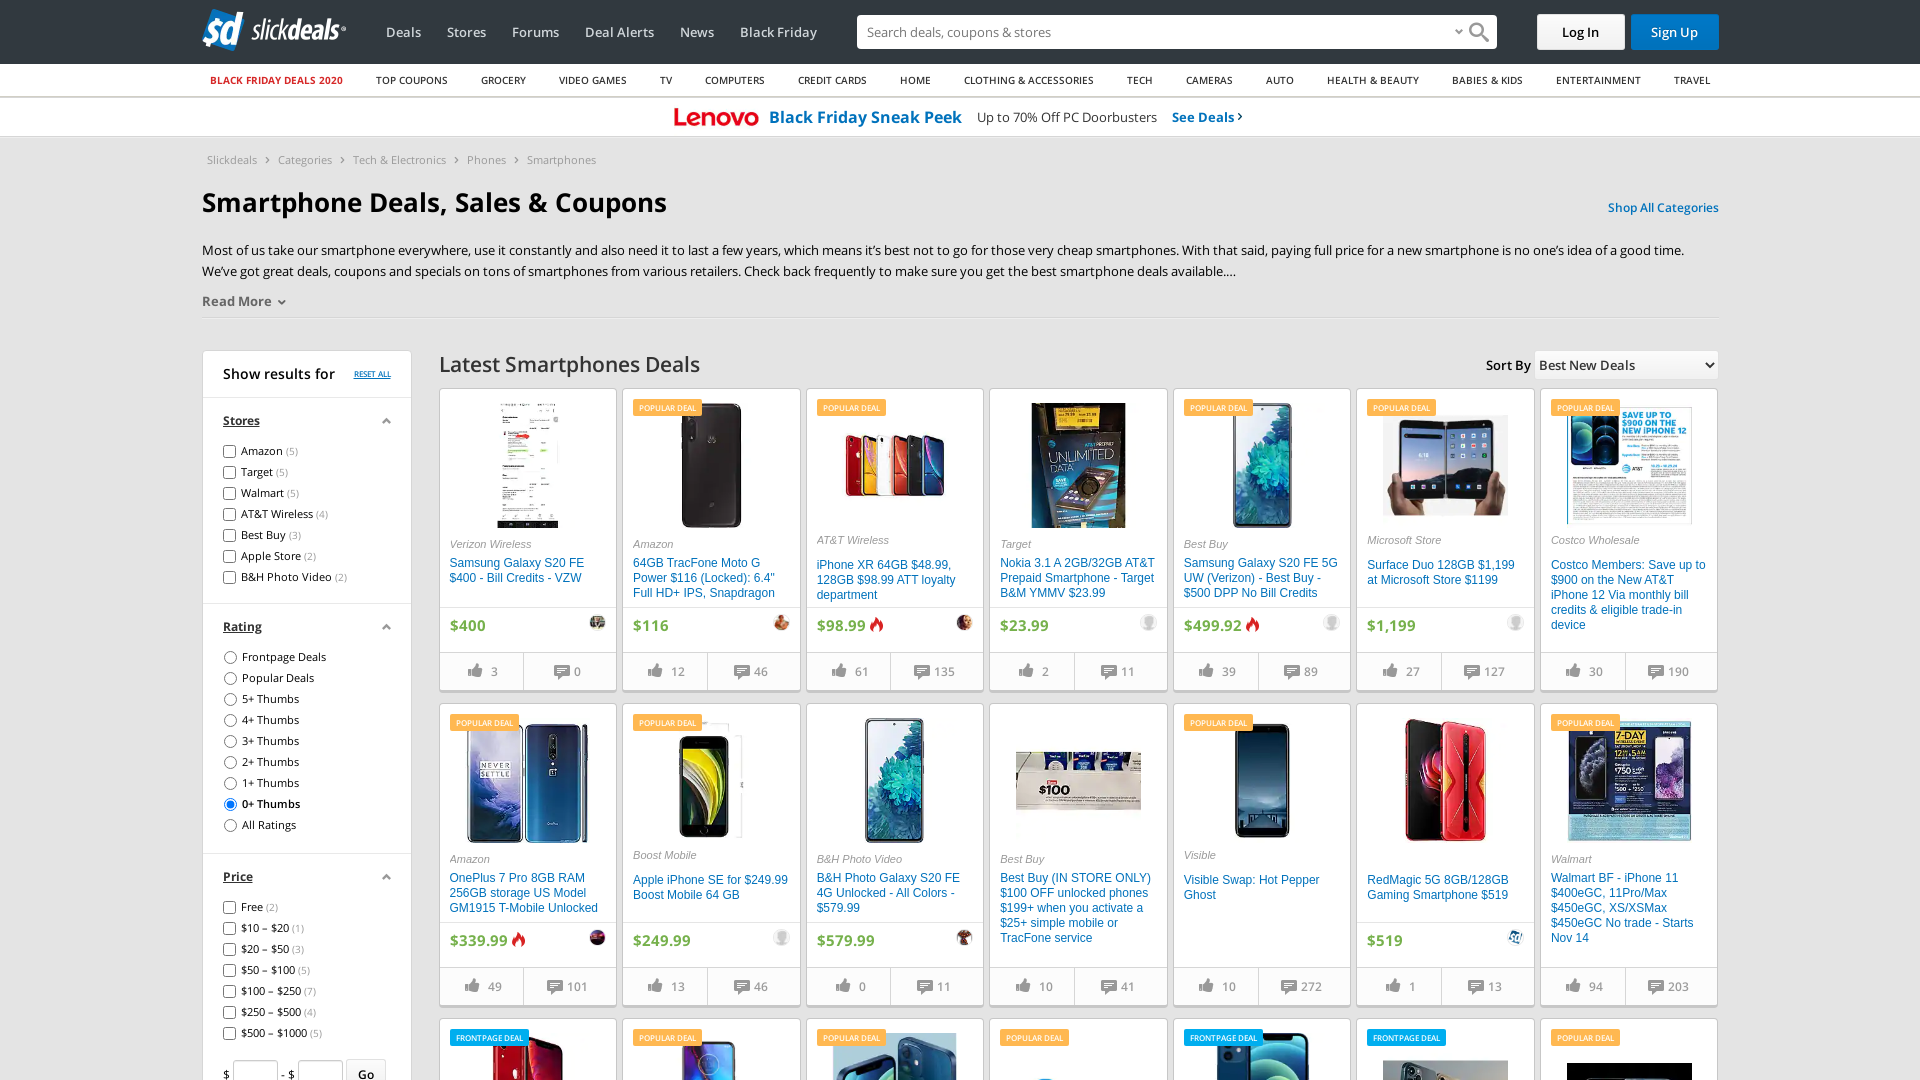 slickdeals
Deals
Stores
Forums
Deal Alerts
News
Black Friday
Search deals, coupons & stores
Log In
Sign Up
BLACK FRIDAY DEALS 2020
TOP COUPONS
GROCERY
VIDEO GAMES
TV
COMPUTERS
CREDIT CARDS
HOME
CLOTHING & ACCESSORIES
TECH
CAMERAS
AUTO
HEALTH & BEAUTY
BABIES & KIDS
ENTERTAINMENT
TRAVEL
Lenovo Black Friday Sneak Peek Up to 70% Off PC Doorbusters See Deals
Slickdeals > Categories > Tech & Electronics > Phones > Smartphones
Smartphone Deals, Sales & Coupons
Shop All Categories
Most of us take our smartphone everywhere, use it constantly and also need it to last a few years, which means it’s best not to go for those very cheap smartphones. With that said, paying full price for a new smartphone is no one’s idea of a good time.
We’ve got great deals, coupons and specials on tons of smartphones from various retailers. Check back frequently to make sure you get the best smartphone deals available....
Read More
Show results for
RESET ALL
Stores
Amazon (5)
Target (5)
Walmart (5)
AT&T Wireless (4)
Best Buy (3)
Apple Store (2)
B&H Photo Video (2)
Rating
Frontpage Deals
Popular Deals
5+ Thumbs
4+ Thumbs
3+ Thumbs
2+ Thumbs
1+ Thumbs
0+ Thumbs
All Ratings
Price
Free (2)
$10 – $20 (1)
$20 – $50 (3)
$50 – $100 (5)
$100 – $250 (7)
$250 – $500 (4)
$500 – $1000 (5)
$ - $ Go
Latest Smartphones Deals
Sort By Best New Deals
Verizon Wireless
Samsung Galaxy S20 FE
$400 - Bill Credits - VZW
$400
3
0
POPULAR DEAL
Amazon
64GB TracFone Moto G
Power $116 (Locked): 6.4"
Full HD+ IPS, Snapdragon
$116
12
46
POPULAR DEAL
AT&T Wireless
iPhone XR 64GB $48.99,
128GB $98.99 ATT loyalty
department
$98.99
61
135
UNLIMITED
DATA
Target
Nokia 3.1 A 2GB/32GB AT&T
Prepaid Smartphone - Target
B&M YMMV $23.99
$23.99
2
11
POPULAR DEAL
Best Buy
Samsung Galaxy S20 FE 5G
UW (Verizon) - Best Buy -
$500 DPP No Bill Credits
$499.92
39
89
POPULAR DEAL
Microsoft Store
Surface Duo 128GB $1,199
at Microsoft Store $1199
$1,199
27
127
POPULAR DEAL
SAVE UP TO
$900 ON THE
NEW iPHONE 12
AT&T
Costco Wholesale
Costco Members: Save up to
$900 on the New AT&T
iPhone 12 Via monthly bill
credits & eligible trade-in
device
30
190
POPULAR DEAL
NEVER
SETTLE
Amazon
OnePlus 7 Pro 8GB RAM
256GB storage US Model
GM1915 T-Mobile Unlocked
$339.99
49
101
POPULAR DEAL
Boost Mobile
Apple iPhone SE for $249.99
Boost Mobile 64 GB
$249.99
13
46
B&H Photo Video
B&H Photo Galaxy S20 FE
4G Unlocked - All Colors -
$579.99
$579.99
0
11
$100
Best Buy
Best Buy (IN STORE ONLY)
$100 OFF unlocked phones
$199+ when you activate a
$25+ simple mobile or
TracFone service
10
41
POPULAR DEAL
Visible
Visible Swap: Hot Pepper
Ghost
10
272
RedMagic 5G 8GB/128GB
Gaming Smartphone $519
$519
1
13
POPULAR DEAL
7-DAY
$750
Walmart
Walmart BF - iPhone 11
$400eGC, 11Pro/Max
$450eGC, XS/XSMax
$450eGC No trade - Starts
Nov 14
94
203
FRONTPAGE DEAL
POPULAR DEAL
POPULAR DEAL
POPULAR DEAL
FRONTPAGE DEAL
FRONTPAGE DEAL
POPULAR DEAL